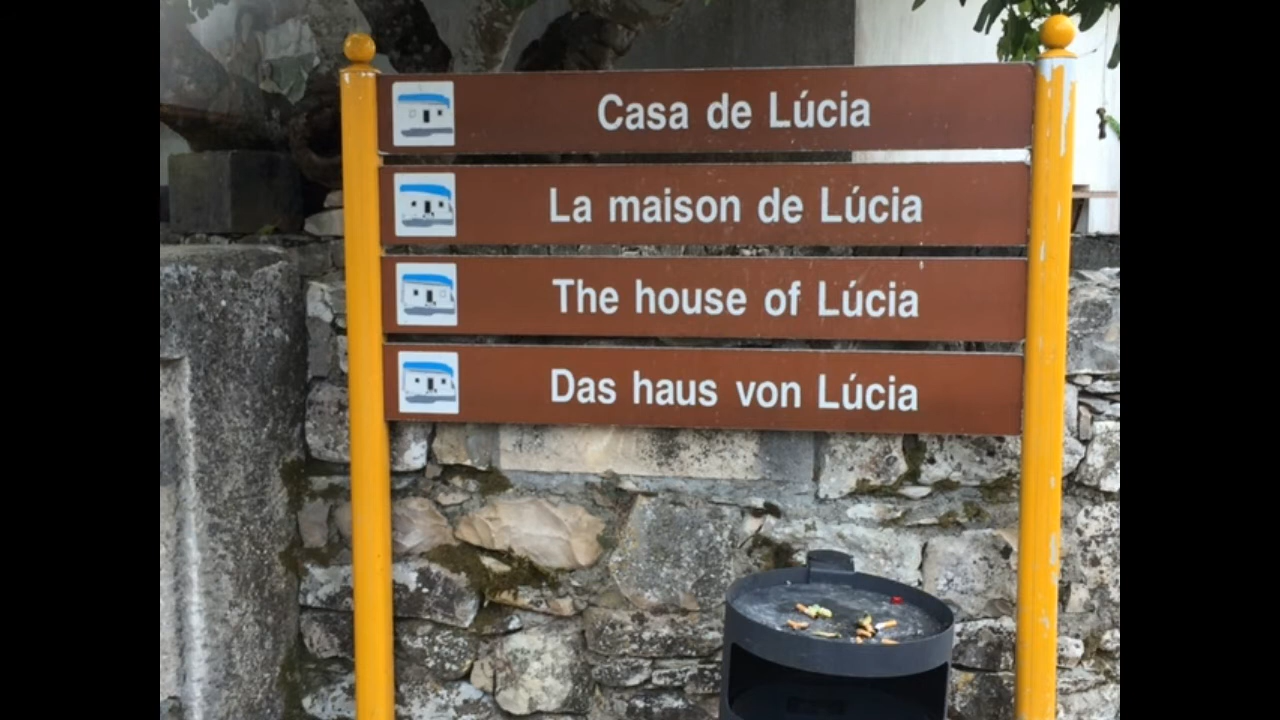 Casa de Lúcia
La maison de Lúcia
The house of Lúcia
Das haus von Lúcia